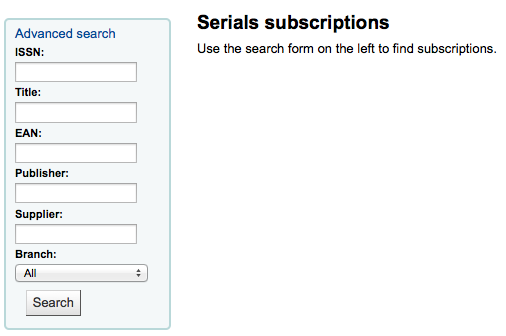 Advanced search
ISSN:
Title:
EAN:
Publisher:
Supplier:
Branch:
All
Search
Serials subscriptions
Use the search form on the left to find subscriptions.